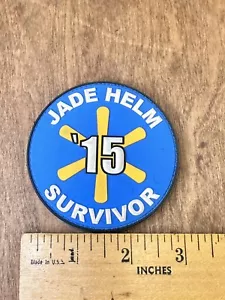 JADE HELM
'15
SURVIVOR
1 2 3
Made in U.S.A.
INCHES